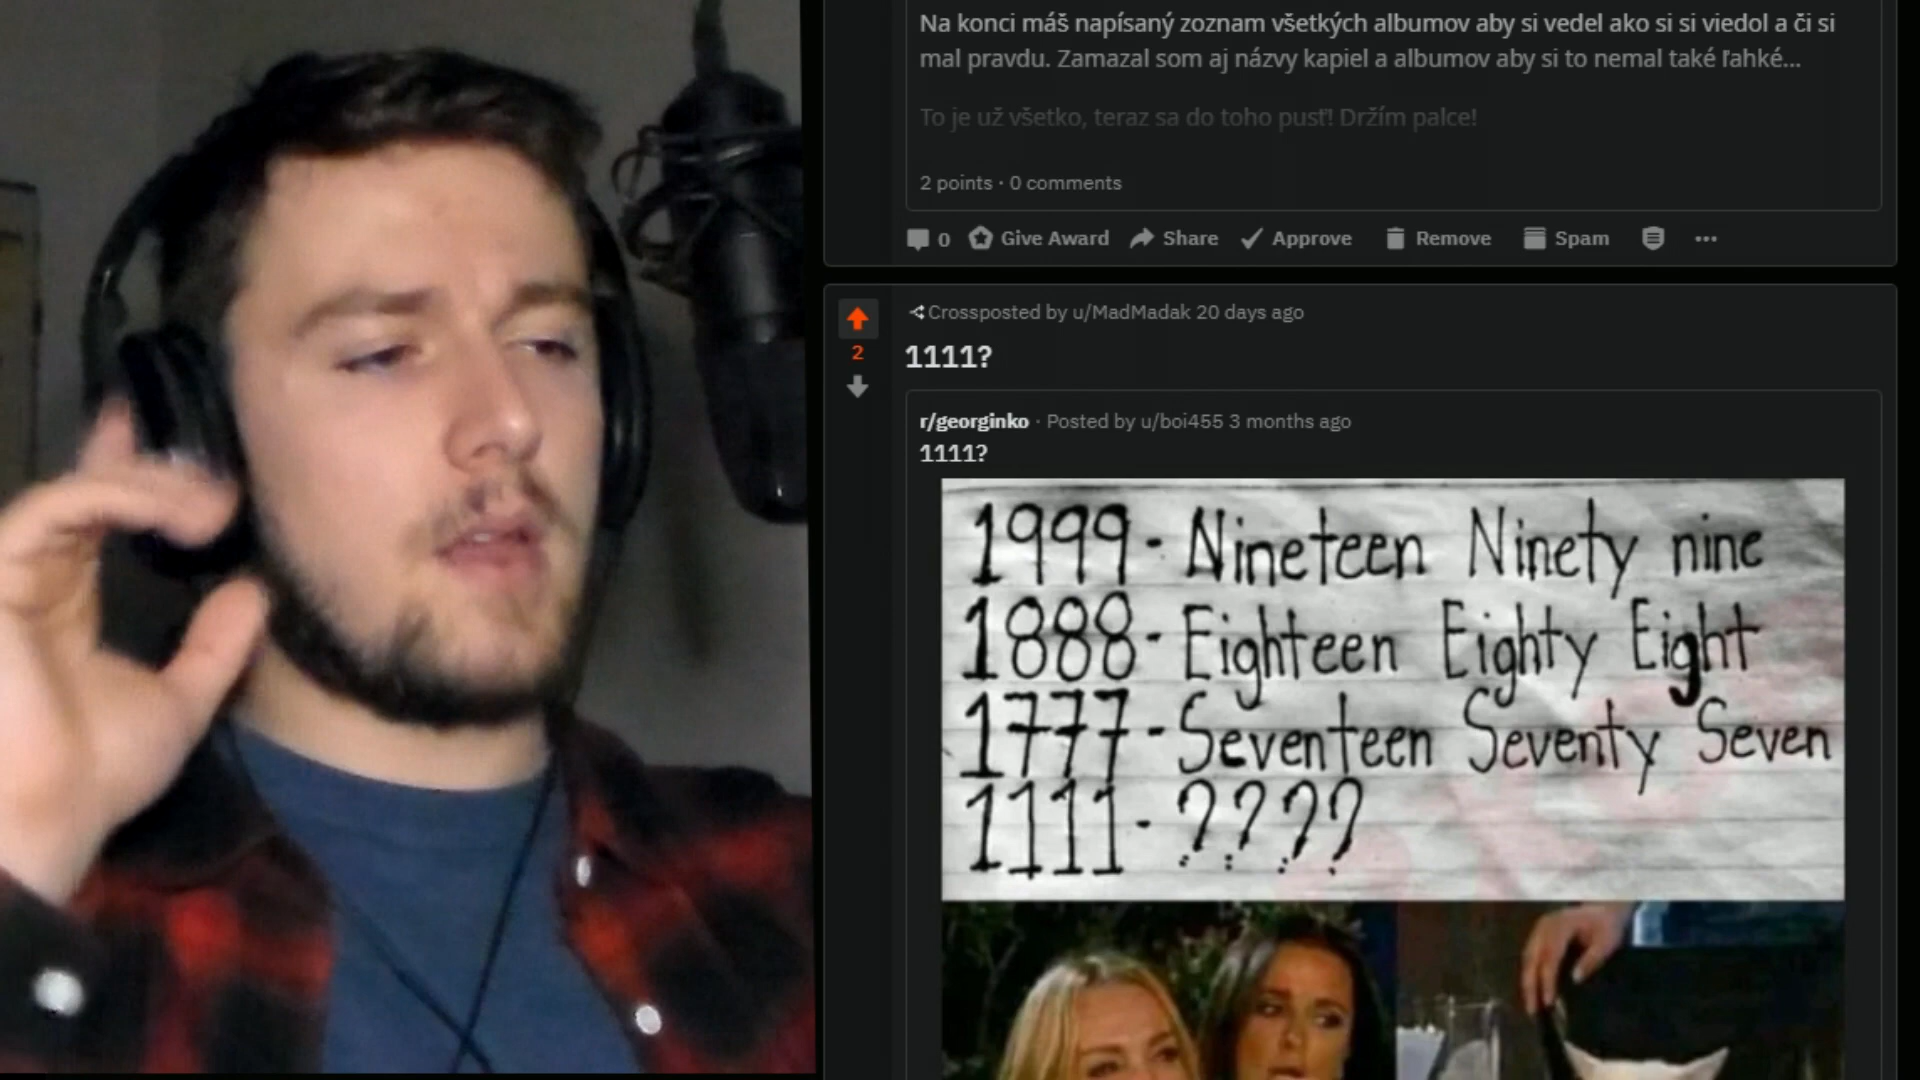 Na konci máš napísaný zoznam všetkých albumov aby si vedel ako si si viedol a či si
mal pravdu. Zamazal som aj názvy kapiel a albumov aby si to nemal také ľahké...
To je už všetko, teraz sa do toho pusť! Držím palce!
2 points · 0 comments
0 Give Award Share Approve Remove Spam ...
Crossposted by u/MadMadak 20 days ago
2
1111?
r/georginko · Posted by u/boi455 3 months ago
1111?
1999 - Nineteen Ninety nine
1888 - Eighteen Eighty Eight
1777 - Seventeen Seventy Seven
1111 - ????